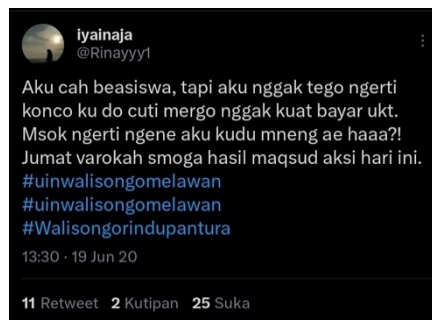 iyainaja
@Rinayyy1
Aku cah beasiswa, tapi aku nggak tego ngerti
konco ku do cuti mergo nggak kuat bayar ukt.
Msok ngerti ngene aku kudu mneng ae haaa?!
Jumat varokah smoga hasil maqsud aksi hari ini.
#uinwalisongomelawan
#uinwalisongomelawan
#Walisongorindupantura
13:30 · 19 Jun 20
11 Retweet 2 Kutipan 25 Suka